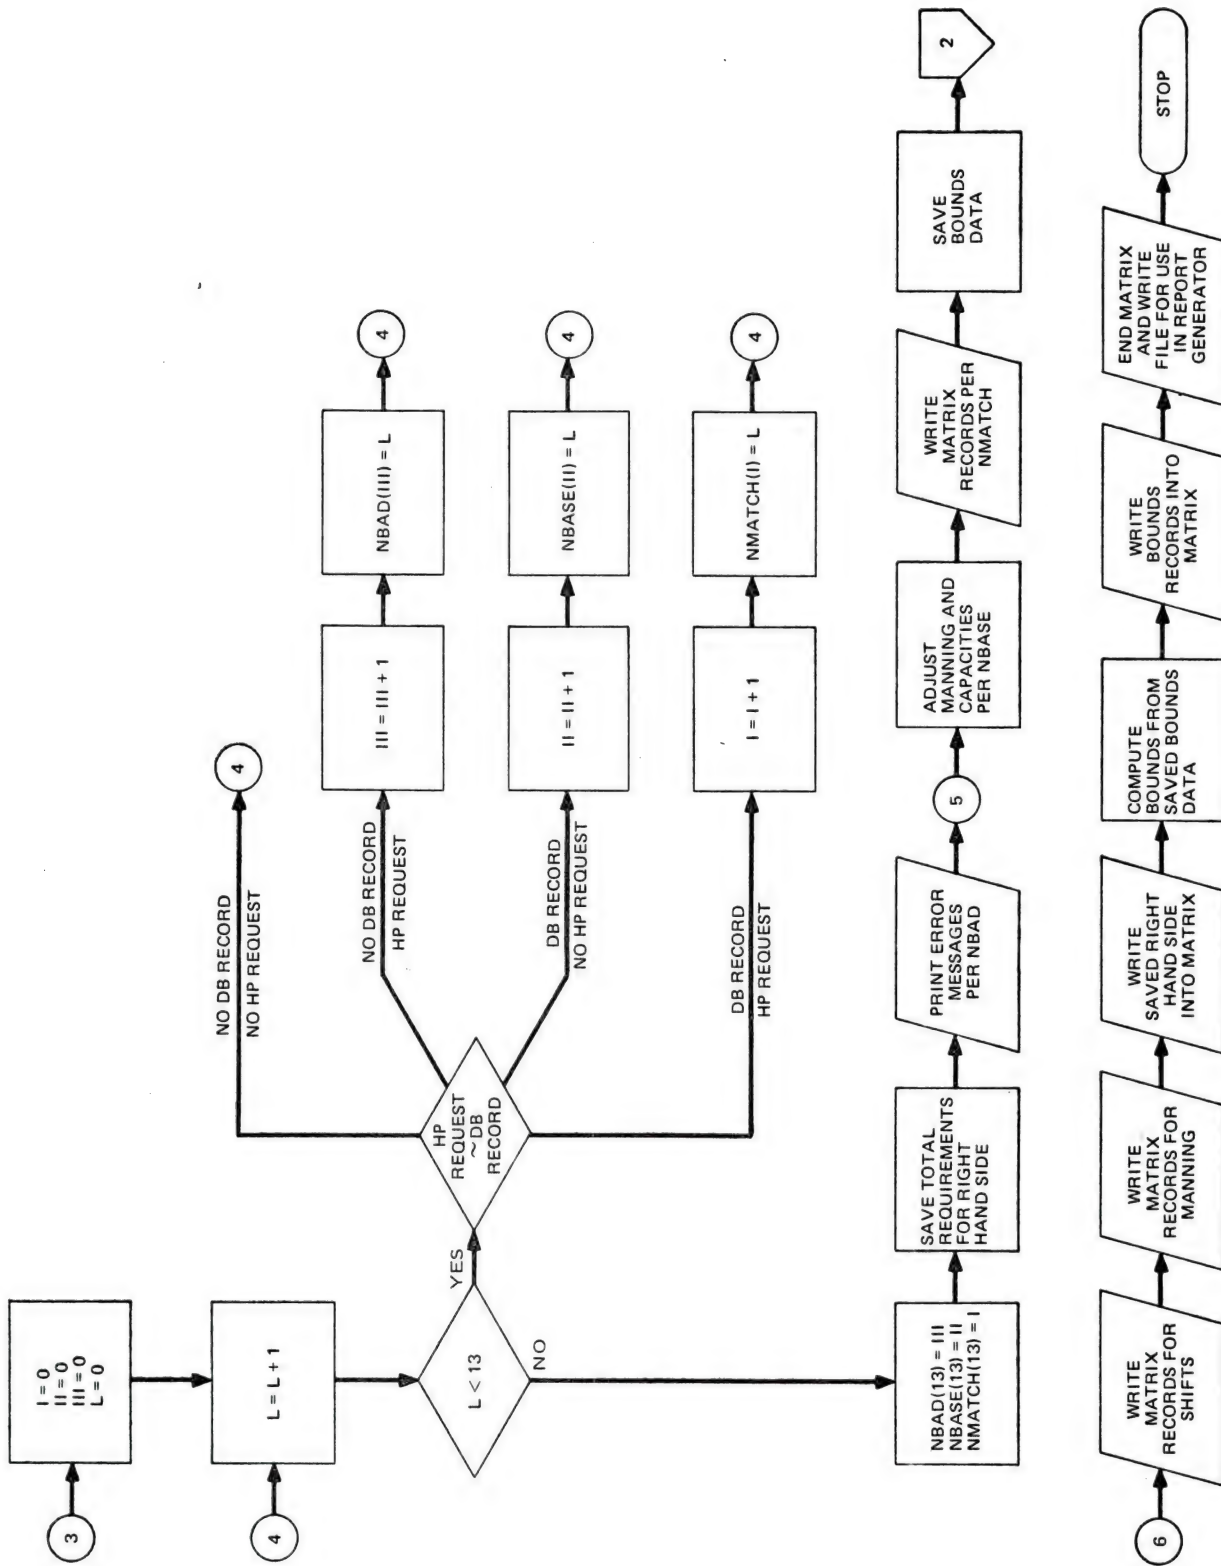 3
I = 0
II = 0
III = 0
L = 0
4
L = L + 1
L < 13
YES
NO
HP
REQUEST
~ DB
RECORD
NO DB RECORD
NO HP REQUEST
4
NO DB RECORD
HP REQUEST
III = III + 1
NBAD(III) = L
4
DB RECORD
NO HP REQUEST
II = II + 1
NBASE(II) = L
4
DB RECORD
HP REQUEST
I = I + 1
NMATCH(I) = L
4
NBAD(13) = III
NBASE(13) = II
NMATCH(13) = I
SAVE TOTAL
REQUIREMENTS
FOR RIGHT
HAND SIDE
PRINT ERROR
MESSAGES
PER NBAD
5
ADJUST
MANNING AND
CAPACITIES
PER NBASE
WRITE
MATRIX
RECORDS PER
NMATCH
SAVE
BOUNDS
DATA
2
6
WRITE
MATRIX
RECORDS FOR
SHIFTS
WRITE
MATRIX
RECORDS FOR
MANNING
WRITE
SAVED RIGHT
HAND SIDE
INTO MATRIX
COMPUTE
BOUNDS FROM
SAVED BOUNDS
DATA
WRITE
BOUNDS
RECORDS INTO
MATRIX
END MATRIX
AND WRITE
FILE FOR USE
IN REPORT
GENERATOR
STOP